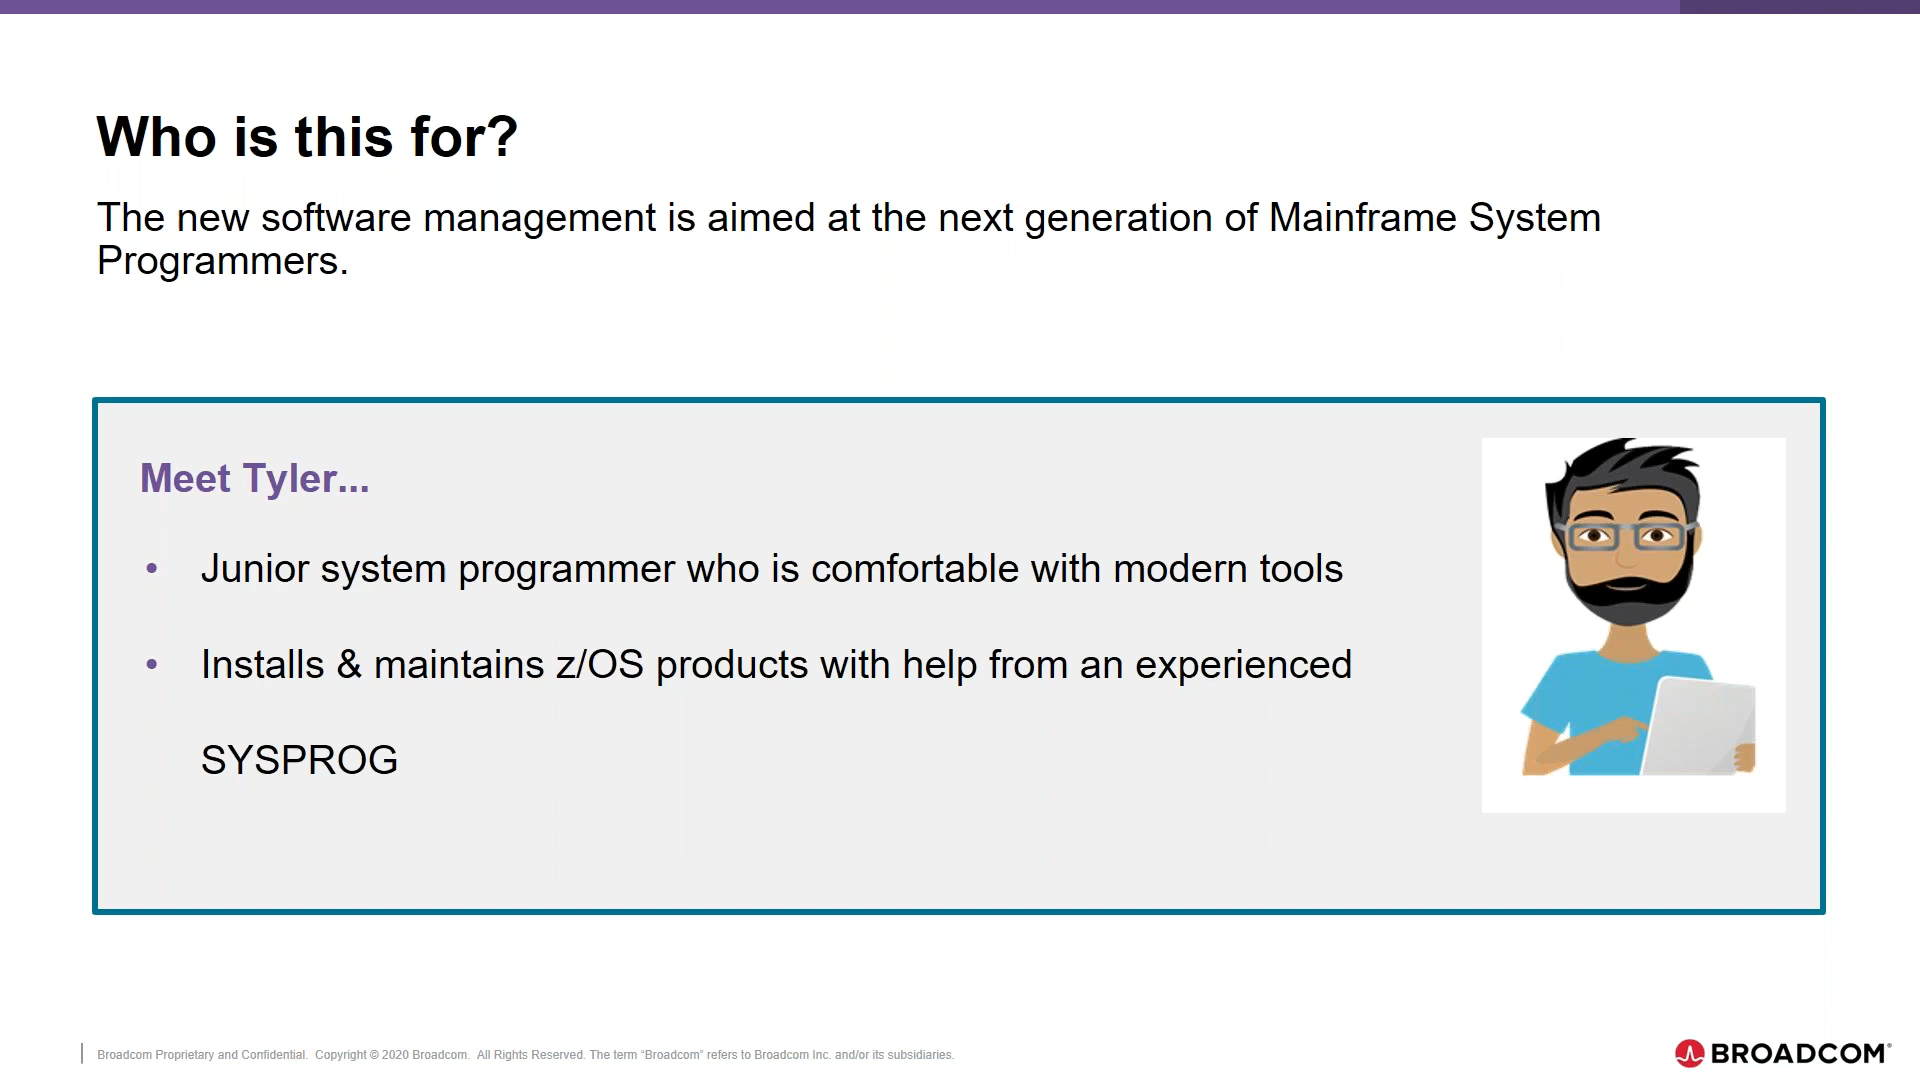 Who is this for?
The new software management is aimed at the next generation of Mainframe System
Programmers.
Meet Tyler...
• Junior system programmer who is comfortable with modern tools
• Installs & maintains z/OS products with help from an experienced
SYSPROG
Broadcom Proprietary and Confidential. Copyright © 2020 Broadcom. All Rights Reserved. The term “Broadcom” refers to Broadcom Inc. and/or its subsidiaries.
BROADCOM®